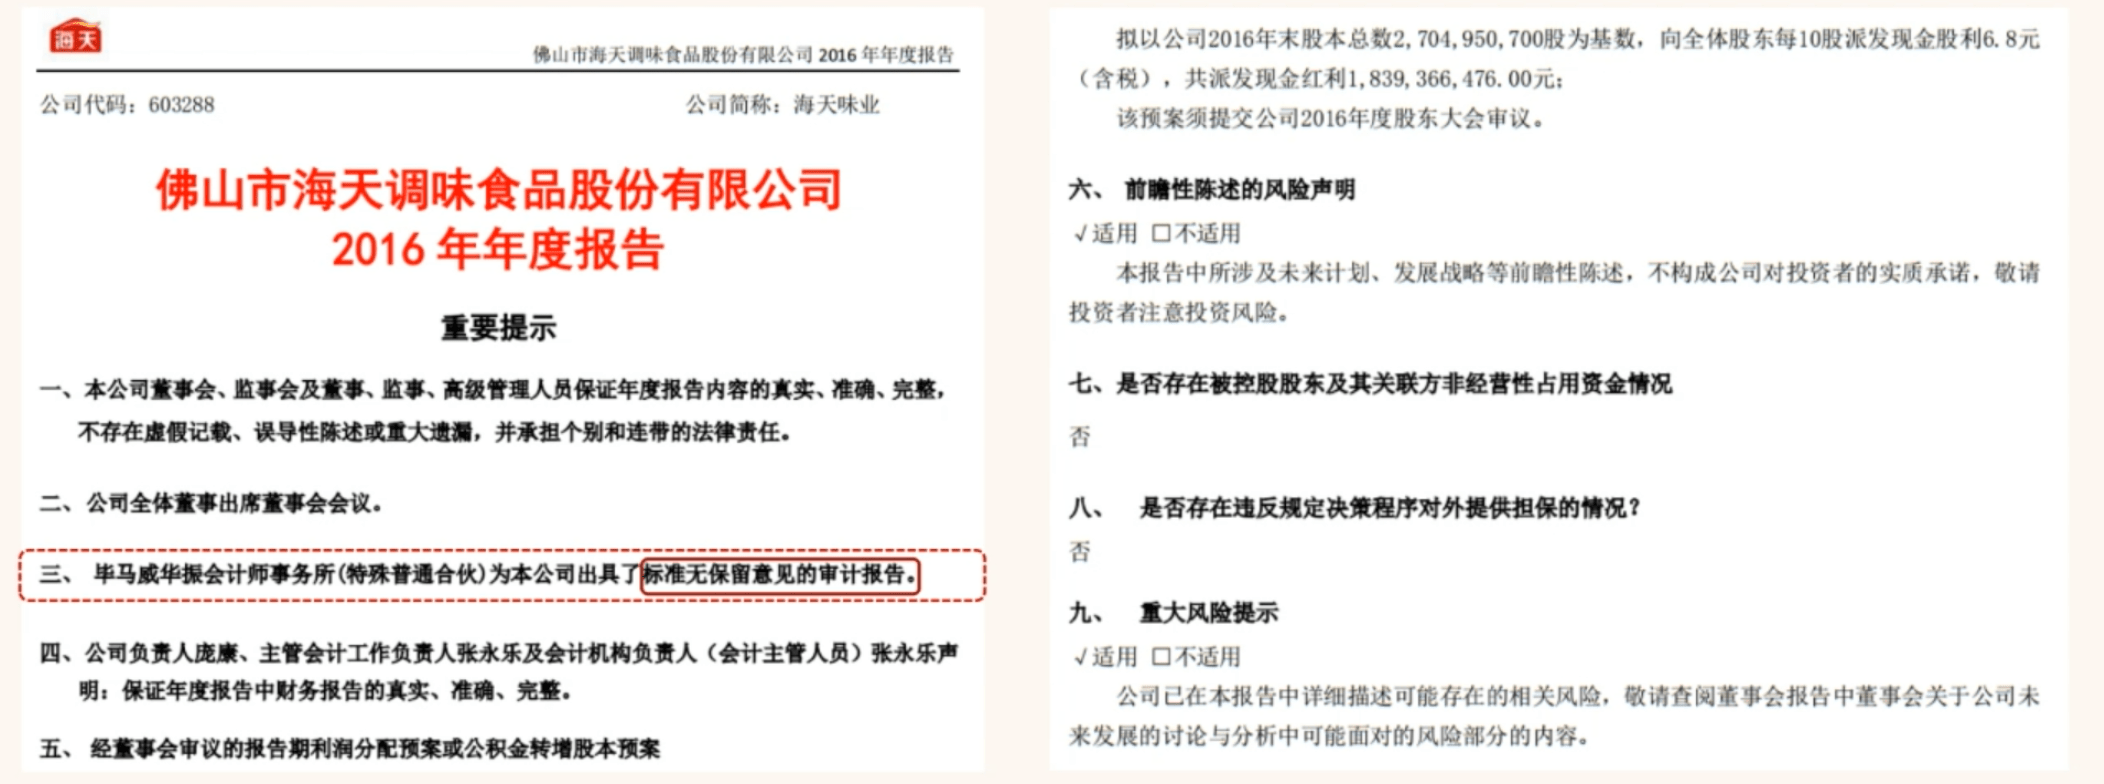 海天
佛山市海天调味食品股份有限公司 2016 年年度报告
公司代码：603288 公司简称：海天味业
佛山市海天调味食品股份有限公司
2016 年年度报告
重要提示
一、本公司董事会、监事会及董事、监事、高级管理人员保证年度报告内容的真实、准确、完整，
不存在虚假记载、误导性陈述或重大遗漏，并承担个别和连带的法律责任。
二、公司全体董事出席董事会会议。
三、 毕马威华振会计师事务所(特殊普通合伙)为本公司出具了标准无保留意见的审计报告。
四、公司负责人庞康、主管会计工作负责人张永乐及会计机构负责人（会计主管人员）张永乐声
明：保证年度报告中财务报告的真实、准确、完整。
五、 经董事会审议的报告期利润分配预案或公积金转增股本预案
拟以公司2016年末股本总数2,704,950,700股为基数，向全体股东每10股派发现金股利6.8元
（含税），共派发现金红利1,839,366,476.00元;
该预案须提交公司2016年度股东大会审议。
六、 前瞻性陈述的风险声明
√适用 □不适用
本报告中所涉及未来计划、发展战略等前瞻性陈述，不构成公司对投资者的实质承诺，敬请
投资者注意投资风险。
七、是否存在被控股股东及其关联方非经营性占用资金情况
否
八、 是否存在违反规定决策程序对外提供担保的情况？
否
九、 重大风险提示
√适用 □不适用
公司已在本报告中详细描述可能存在的相关风险，敬请查阅董事会报告中董事会关于公司未
来发展的讨论与分析中可能面对的风险部分的内容。